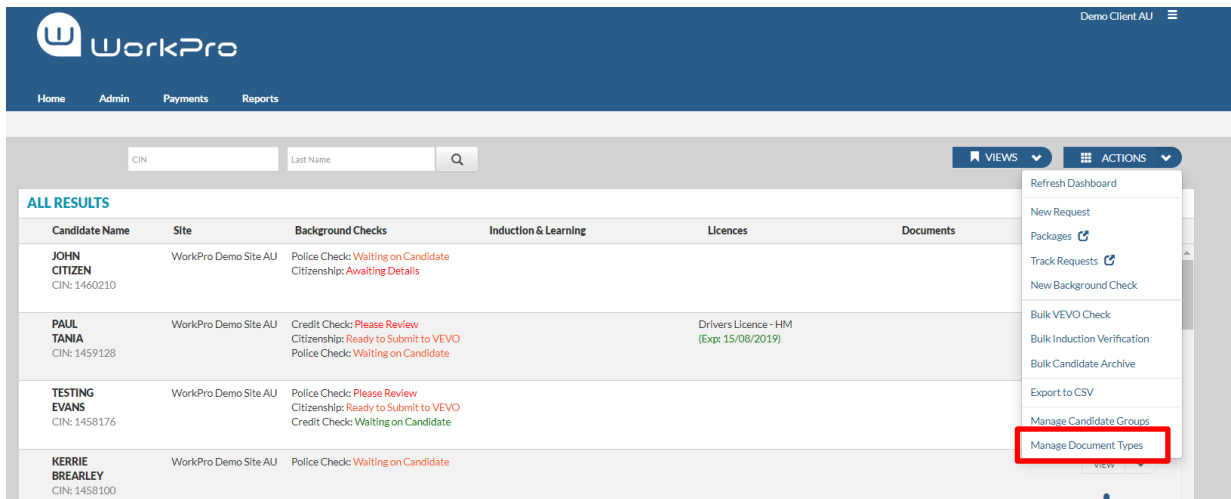 Demo Client AU
W
WorkPro
Home Admin Payments Reports
CIN Last Name VIEWS ACTIONS
Refresh Dashboard
New Request
Packages
Track Requests
New Background Check
Bulk VEVO Check
Bulk Induction Verification
Bulk Candidate Archive
Export to CSV
Manage Candidate Groups
Manage Document Types
ALL RESULTS
Candidate Name Site Background Checks Induction & Learning Licences Documents
JOHN WorkPro Demo Site AU Police Check: Waiting on Candidate
CITIZEN Citizenship: Awaiting Details
CIN: 1460210
PAUL WorkPro Demo Site AU Credit Check: Please Review Drivers Licence - HM
TANIA Citizenship: Ready to Submit to VEVO (Exp: 15/08/2019)
CIN: 1459128 Police Check: Waiting on Candidate
TESTING WorkPro Demo Site AU Police Check: Please Review
EVANS Citizenship: Ready to Submit to VEVO
CIN: 1458176 Credit Check: Waiting on Candidate
KERRIE WorkPro Demo Site AU Police Check: Waiting on Candidate VIEW
BREARLEY
CIN: 1458100